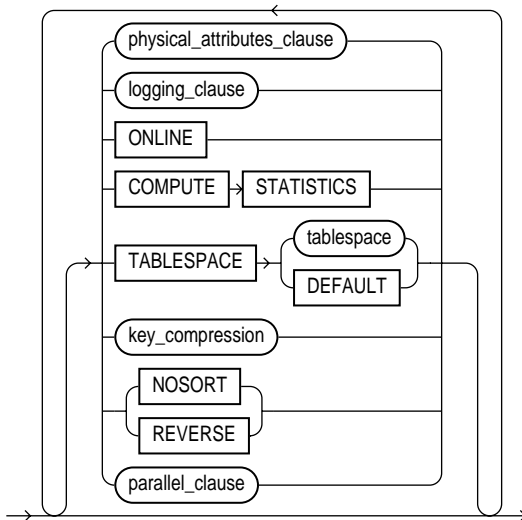 physical_attributes_clause
logging_clause
ONLINE
COMPUTE STATISTICS
tablespace
TABLESPACE
DEFAULT
key_compression
NOSORT
REVERSE
parallel_clause